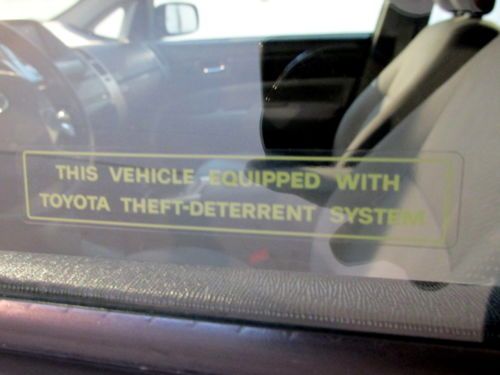 THIS VEHICLE EQUIPPED WITH
TOYOTA THEFT-DETERRENT SYSTEM